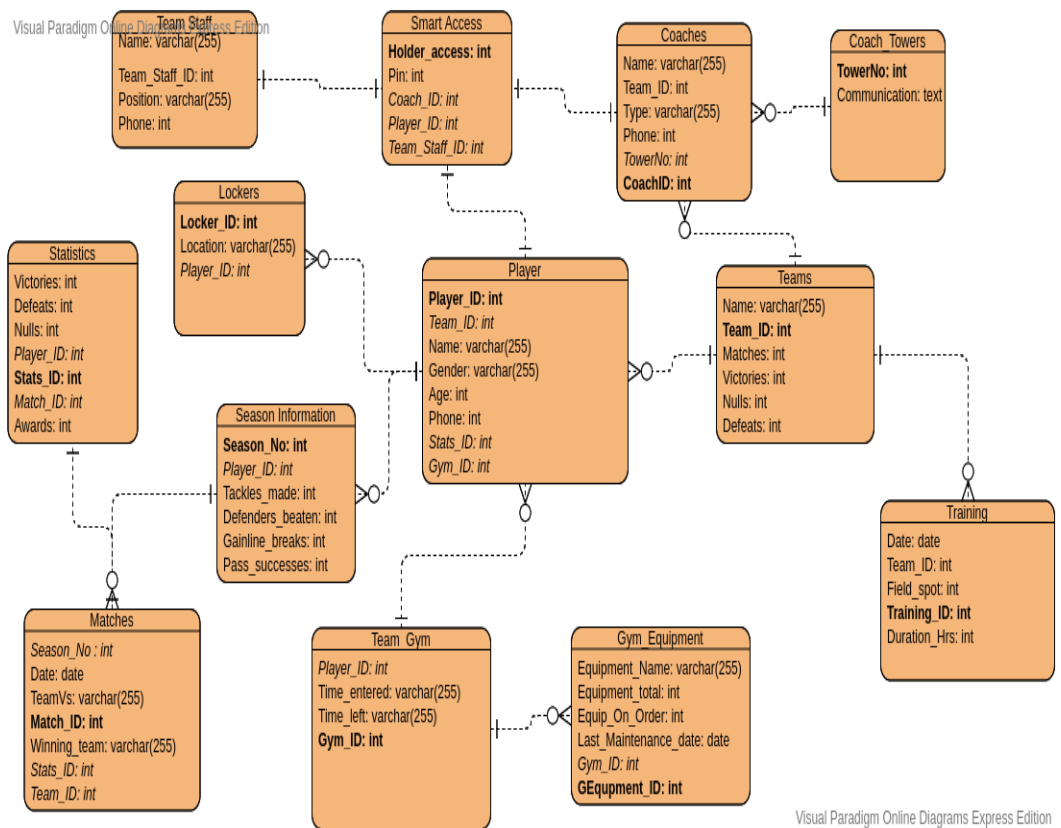 Visual Paradigm Online Diagrams Express Edition
Team Staff
Name: varchar(255)
Team_Staff_ID: int
Position: varchar(255)
Phone: int
Smart Access
Holder_access: int
Pin: int
Coach_ID: int
Player_ID: int
Team_Staff_ID: int
Coaches
Name: varchar(255)
Team_ID: int
Type: varchar(255)
Phone: int
TowerNo: int
CoachID: int
Coach_Towers
TowerNo: int
Communication: text
Lockers
Locker_ID: int
Location: varchar(255)
Player_ID: int
Statistics
Victories: int
Defeats: int
Nulls: int
Player_ID: int
Stats_ID: int
Match_ID: int
Awards: int
Player
Player_ID: int
Team_ID: int
Name: varchar(255)
Gender: varchar(255)
Age: int
Phone: int
Stats_ID: int
Gym_ID: int
Teams
Name: varchar(255)
Team_ID: int
Matches: int
Victories: int
Nulls: int
Defeats: int
Season Information
Season_No: int
Player_ID: int
Tackles_made: int
Defenders_beaten: int
Gainline_breaks: int
Pass_successes: int
Training
Date: date
Team_ID: int
Field_spot: int
Training_ID: int
Duration_Hrs: int
Matches
Season_No : int
Date: date
TeamVs: varchar(255)
Match_ID: int
Winning_team: varchar(255)
Stats_ID: int
Team_ID: int
Team_Gym
Player_ID: int
Time_entered: varchar(255)
Time_left: varchar(255)
Gym_ID: int
Gym_Equipment
Equipment_Name: varchar(255)
Equipment_total: int
Equip_On_Order: int
Last_Maintenance_date: date
Gym_ID: int
GEqupment_ID: int
Visual Paradigm Online Diagrams Express Edition